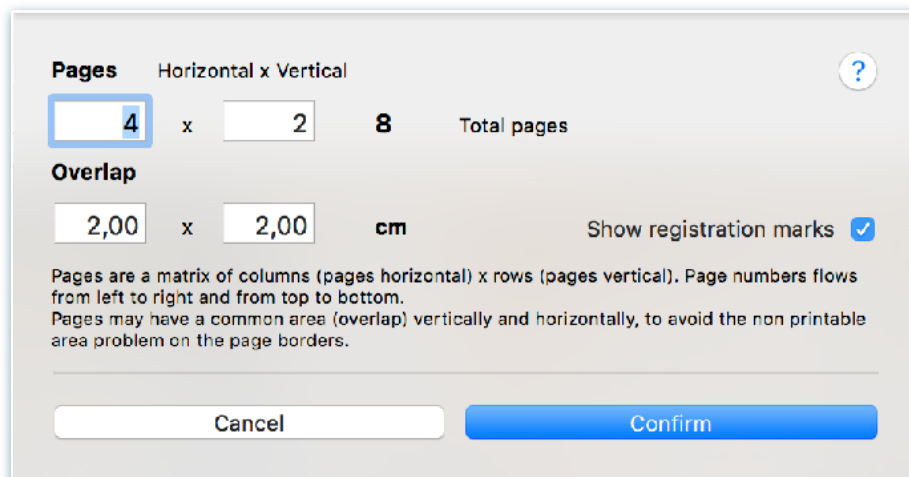 Pages Horizontal x Vertical ?
4 x 2 8 Total pages
Overlap
2,00 x 2,00 cm Show registration marks
Pages are a matrix of columns (pages horizontal) x rows (pages vertical). Page numbers flows
from left to right and from top to bottom.
Pages may have a common area (overlap) vertically and horizontally, to avoid the non printable
area problem on the page borders.
Cancel Confirm